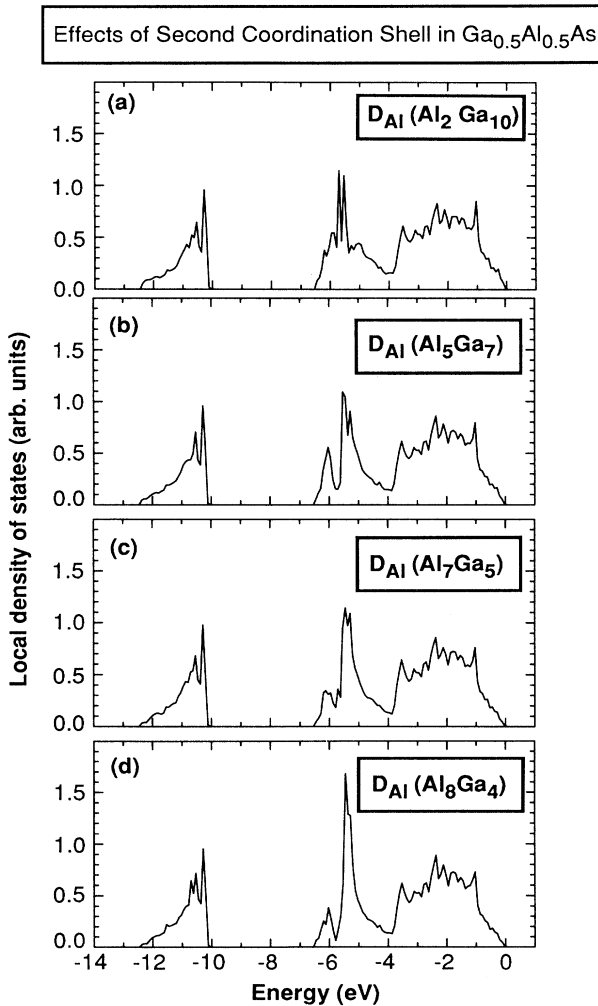 Effects of Second Coordination Shell in Ga0.5Al0.5As
(a)
DAl (Al2 Ga10)
1.5
1.0
0.5
0.0
(b)
DAl (Al5Ga7)
1.5
1.0
0.5
0.0
(c)
DAl (Al7Ga5)
1.5
1.0
0.5
0.0
(d)
DAl (Al8Ga4)
1.5
1.0
0.5
0.0
-14 -12 -10 -8 -6 -4 -2 0
Energy (eV)
Local density of states (arb. units)